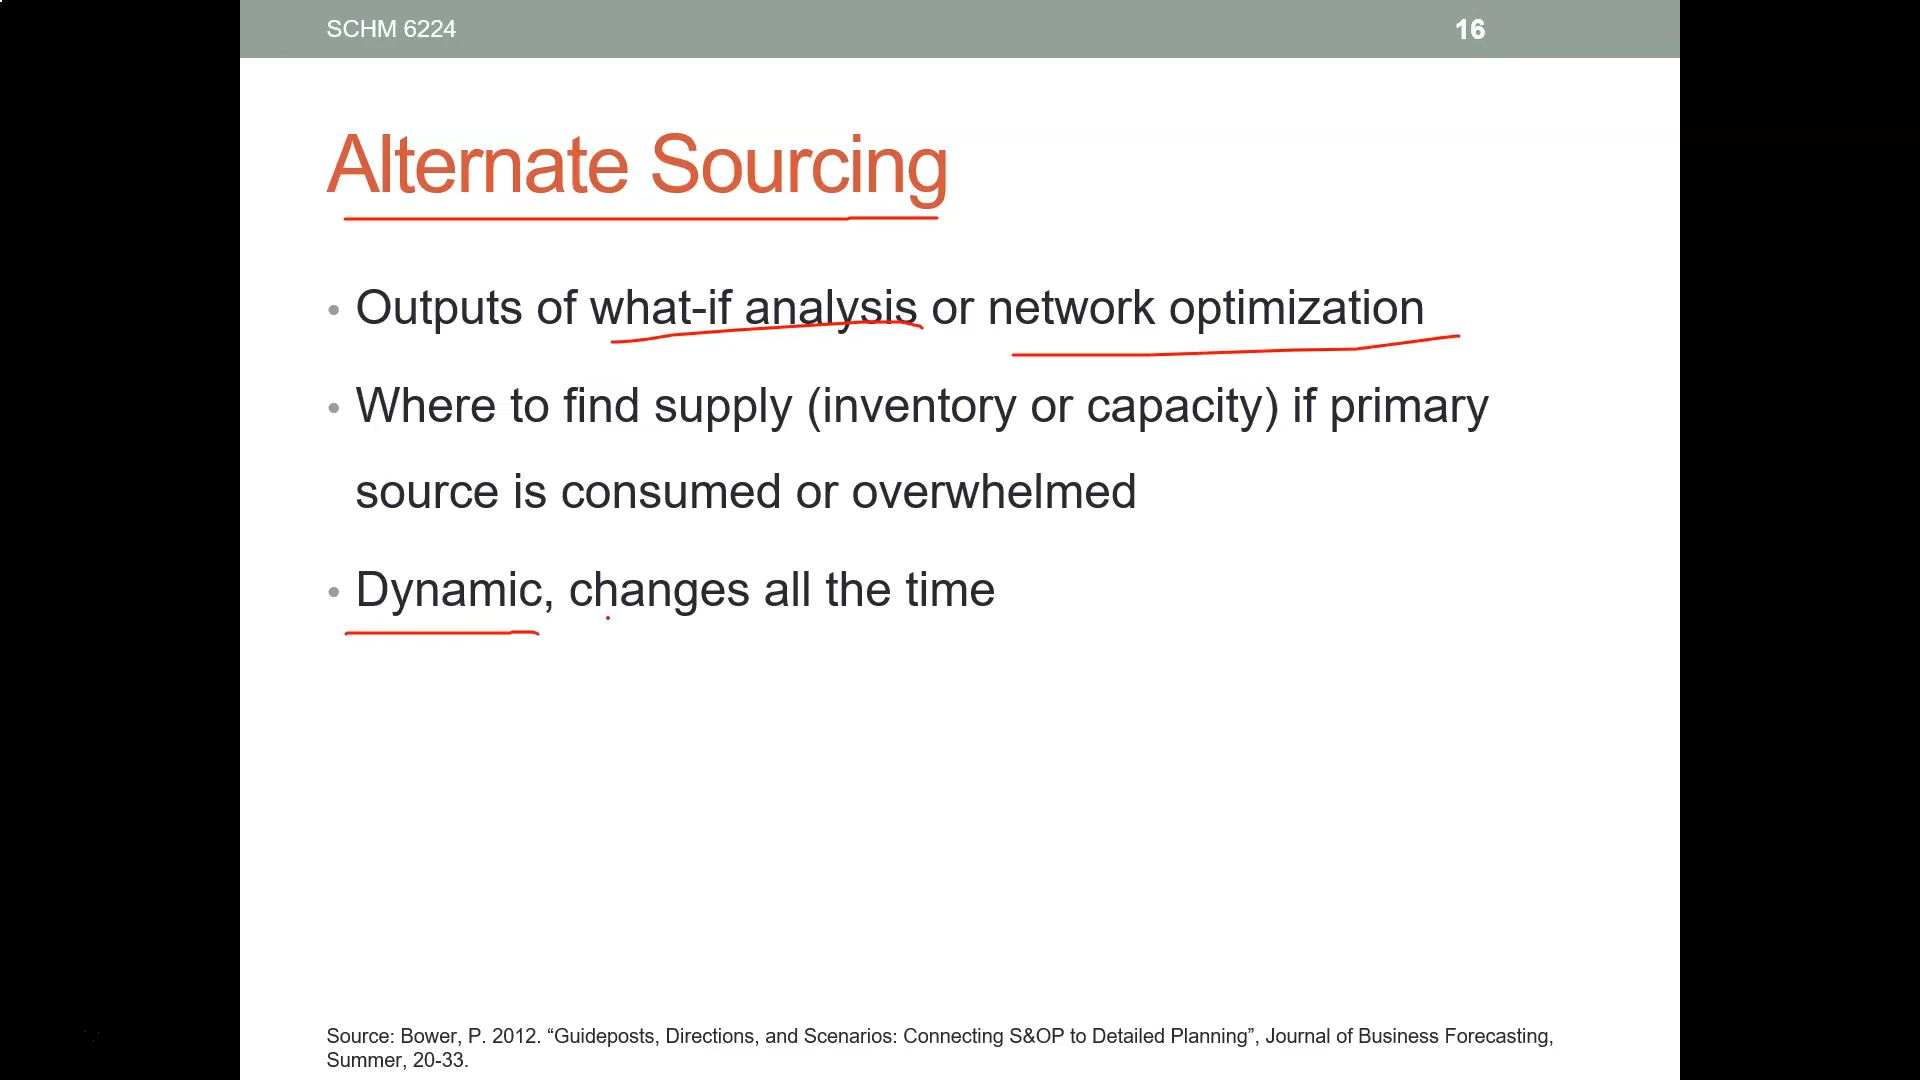 SCHM 6224
16
Alternate Sourcing
• Outputs of what-if analysis or network optimization
• Where to find supply (inventory or capacity) if primary
source is consumed or overwhelmed
• Dynamic, changes all the time
Source: Bower, P. 2012. “Guideposts, Directions, and Scenarios: Connecting S&OP to Detailed Planning”, Journal of Business Forecasting,
Summer, 20-33.